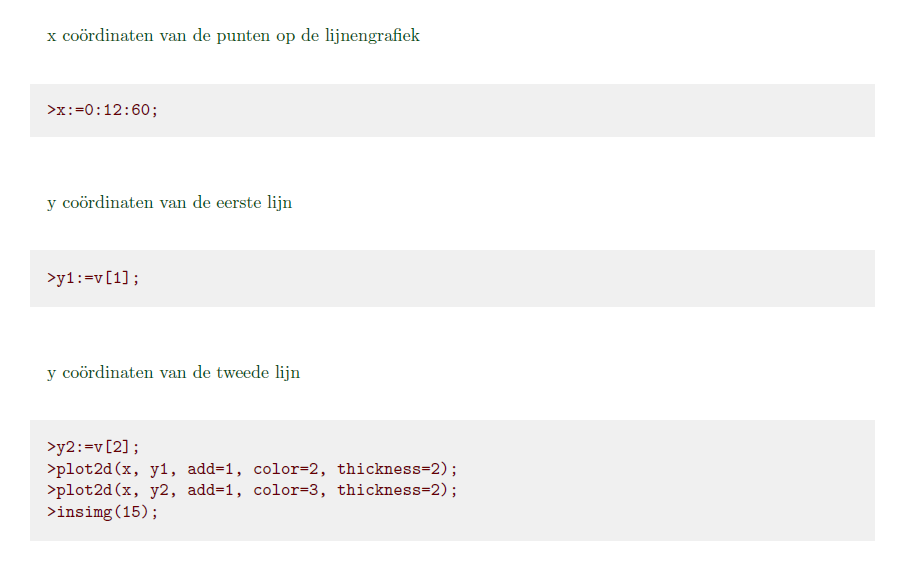 x coördinaten van de punten op de lijnengrafiek
>x:=0:12:60;
y coördinaten van de eerste lijn
>y1:=v[1];
y coördinaten van de tweede lijn
>y2:=v[2];
>plot2d(x, y1, add=1, color=2, thickness=2);
>plot2d(x, y2, add=1, color=3, thickness=2);
>insimg(15);